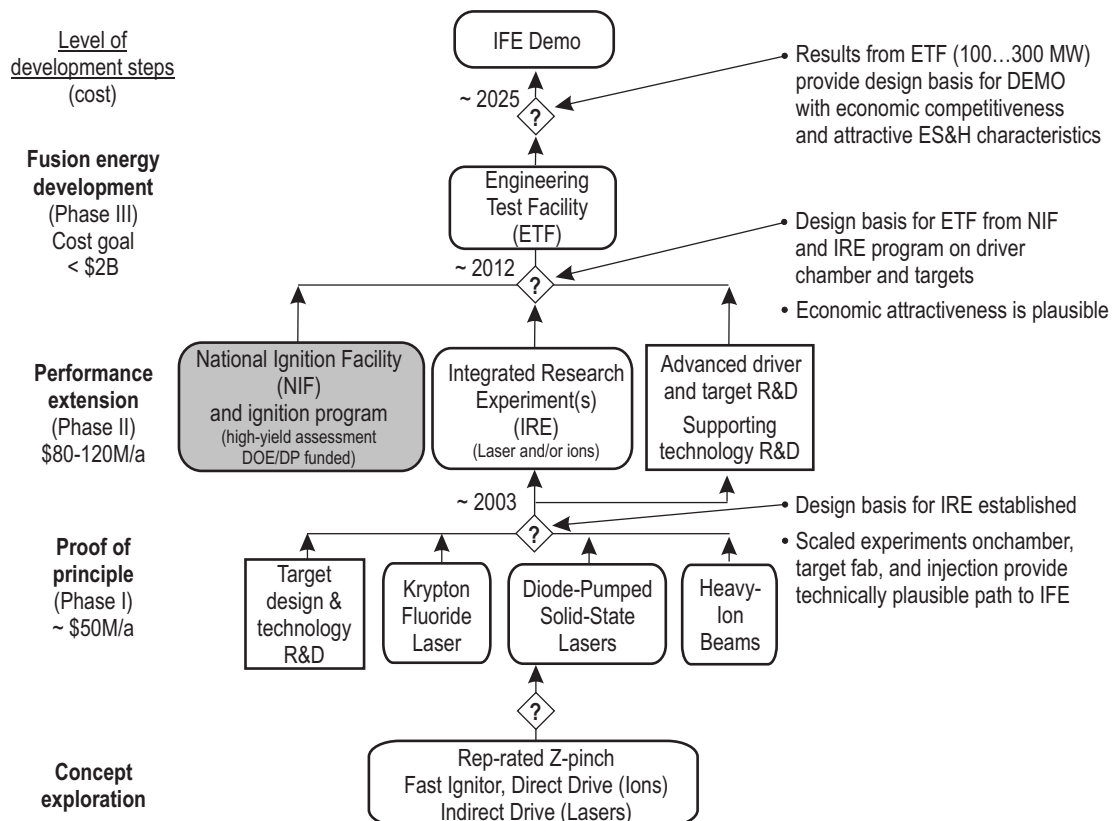 Level of
development steps
(cost)
IFE Demo
~ 2025
?
• Results from ETF (100...300 MW)
provide design basis for DEMO
with economic competitiveness
and attractive ES&H characteristics
Fusion energy
development
(Phase III)
Cost goal
< $2B
Engineering
Test Facility
(ETF)
~ 2012
?
• Design basis for ETF from NIF
and IRE program on driver
chamber and targets
• Economic attractiveness is plausible
Performance
extension
(Phase II)
$80-120M/a
National Ignition Facility
(NIF)
and ignition program
(high-yield assessment
DOE/DP funded)
Integrated Research
Experiment(s)
(IRE)
(Laser and/or ions)
Advanced driver
and target R&D
Supporting
technology R&D
~ 2003
?
• Design basis for IRE established
• Scaled experiments onchamber,
target fab, and injection provide
technically plausible path to IFE
Proof of
principle
(Phase I)
~ $50M/a
Target
design &
technology
R&D
Krypton
Fluoride
Laser
Diode-Pumped
Solid-State
Lasers
Heavy-
Ion
Beams
?
Concept
exploration
Rep-rated Z-pinch
Fast Ignitor, Direct Drive (Ions)
Indirect Drive (Lasers)